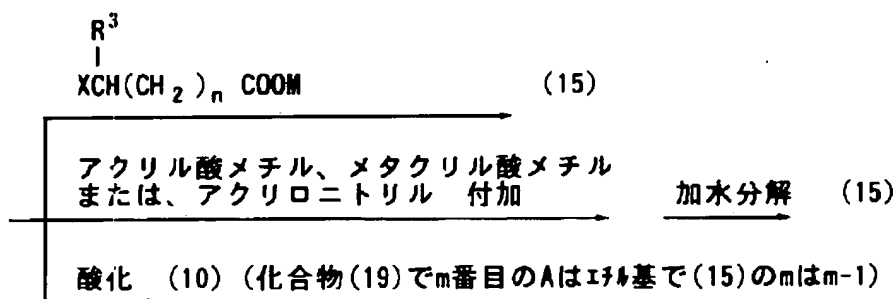 R³
|
XCH(CH₂)ₙ COOM (15)
アクリル酸メチル、メタクリル酸メチル
または、アクリロニトリル 付加 加水分解 (15)
酸化 (10) (化合物(19)でm番目のAはエチル基で(15)のmはm-1)